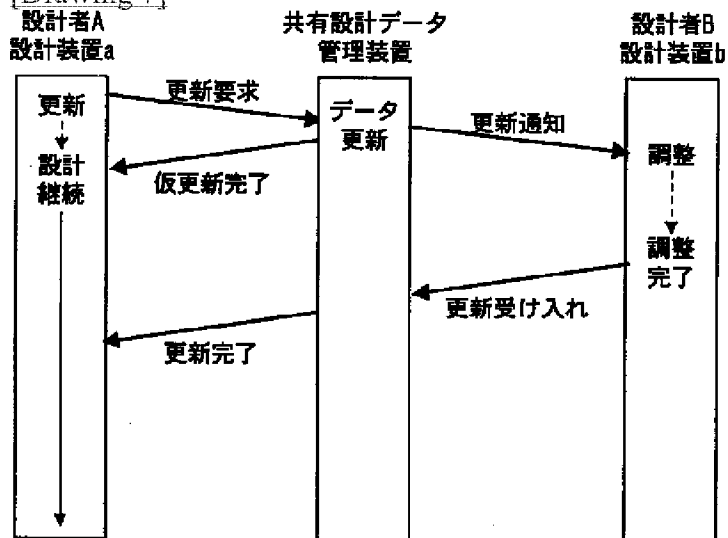 [Drawing 7]
設計者A
設計装置a
共有設計データ
管理装置
設計者B
設計装置b
更新
設計
継続
更新要求
データ
更新
仮更新完了
更新通知
調整
調整
完了
更新受け入れ
更新完了